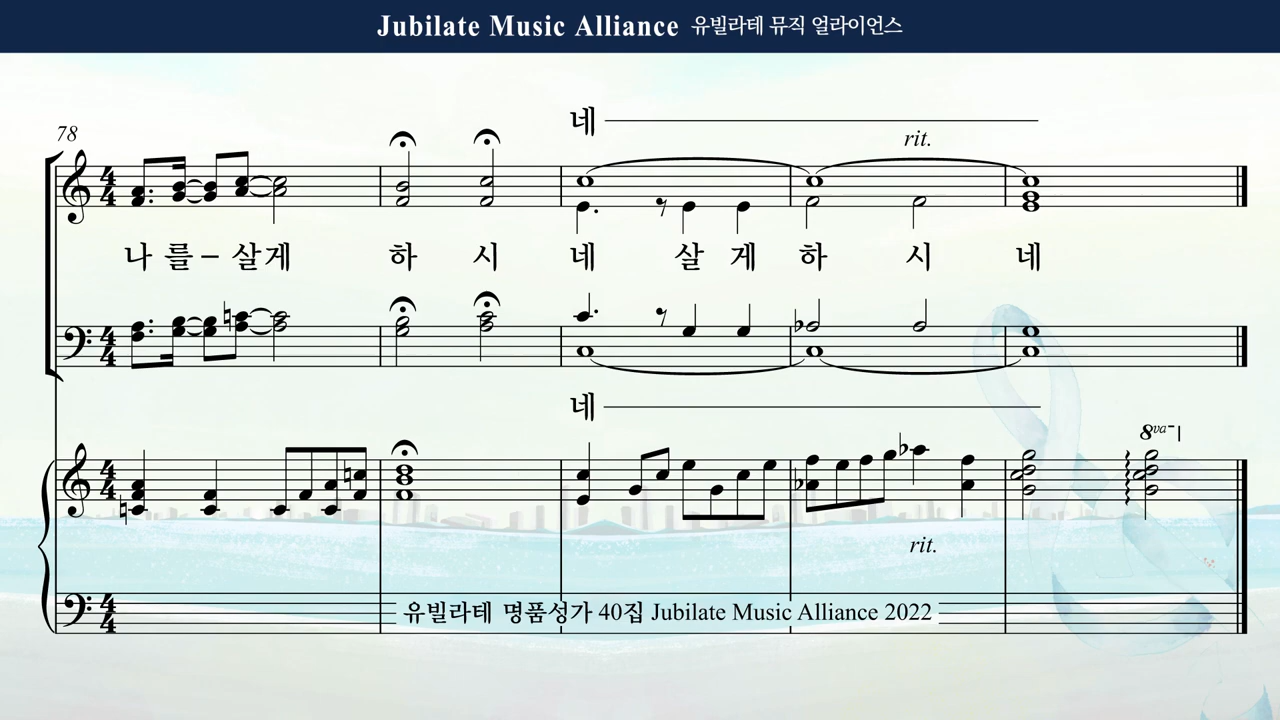 Jubilate Music Alliance 유빌라테 뮤직 얼라이언스
네
78
rit.
나 를 – 살 게 하 시 네 살 게 하 시 네
네
8va
rit.
유빌라테 명품성가 40집 Jubilate Music Alliance 2022